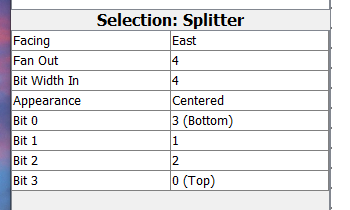 Selection: Splitter
Facing East
Fan Out 4
Bit Width In 4
Appearance Centered
Bit 0 3 (Bottom)
Bit 1 1
Bit 2 2
Bit 3 0 (Top)